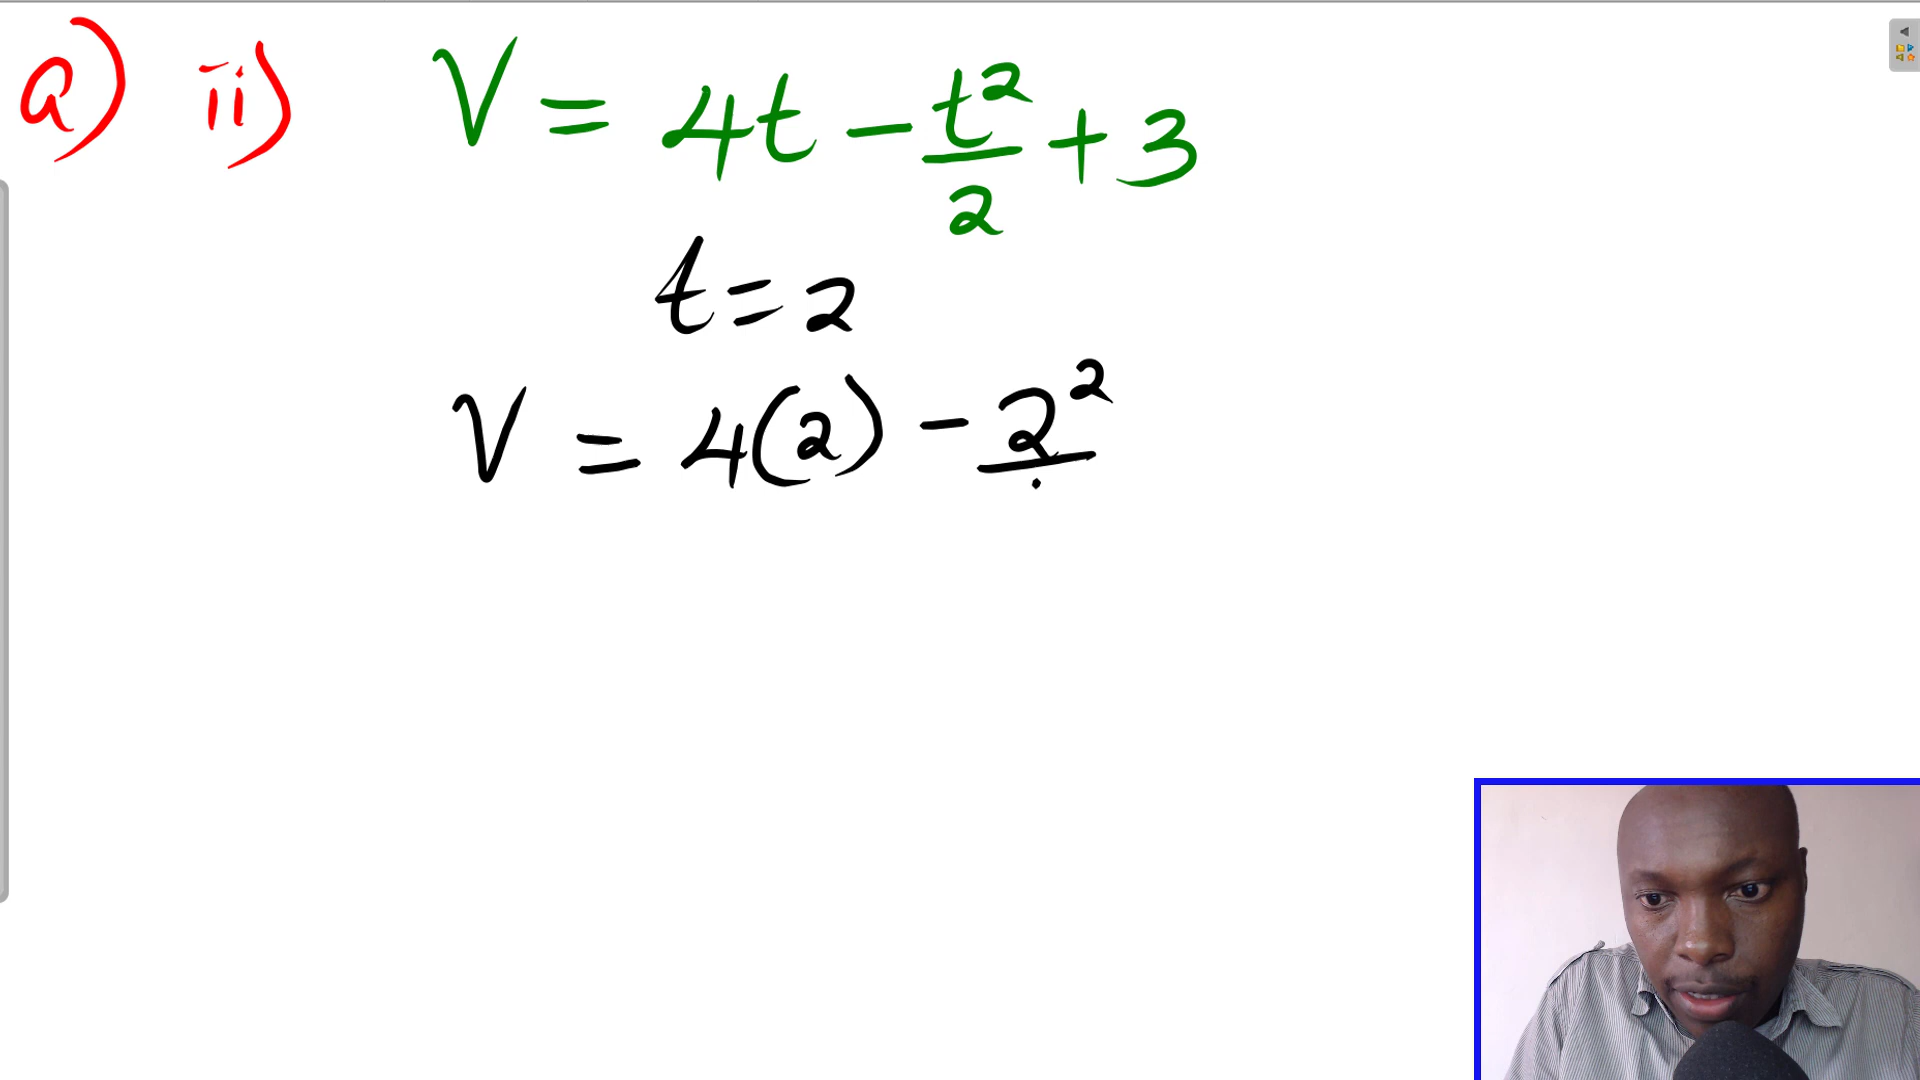 a) ii) V = 4t - t²/2 + 3
t = 2
V = 4(2) - 2²/